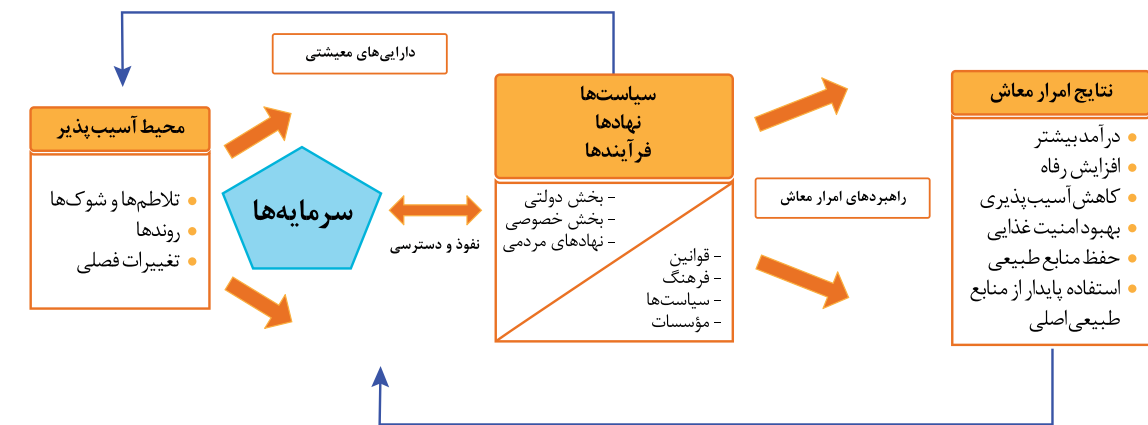 دارایی‌های معیشتی
محیط آسیب‌پذیر
تلاطم‌ها و شوک‌ها
روندها
تغییرات فصلی
سرمایه‌ها
نفوذ و دسترسی
سیاست‌ها
نهادها
فرآیندها
- بخش دولتی
- بخش خصوصی
- نهادهای مردمی
- قوانین
- فرهنگ
- سیاست‌ها
- مؤسسات
راهبردهای امرار معاش
نتایج امرار معاش
درآمد بیشتر
افزایش رفاه
کاهش آسیب‌پذیری
بهبود امنیت غذایی
حفظ منابع طبیعی
استفاده پایدار از منابع
طبیعی اصلی